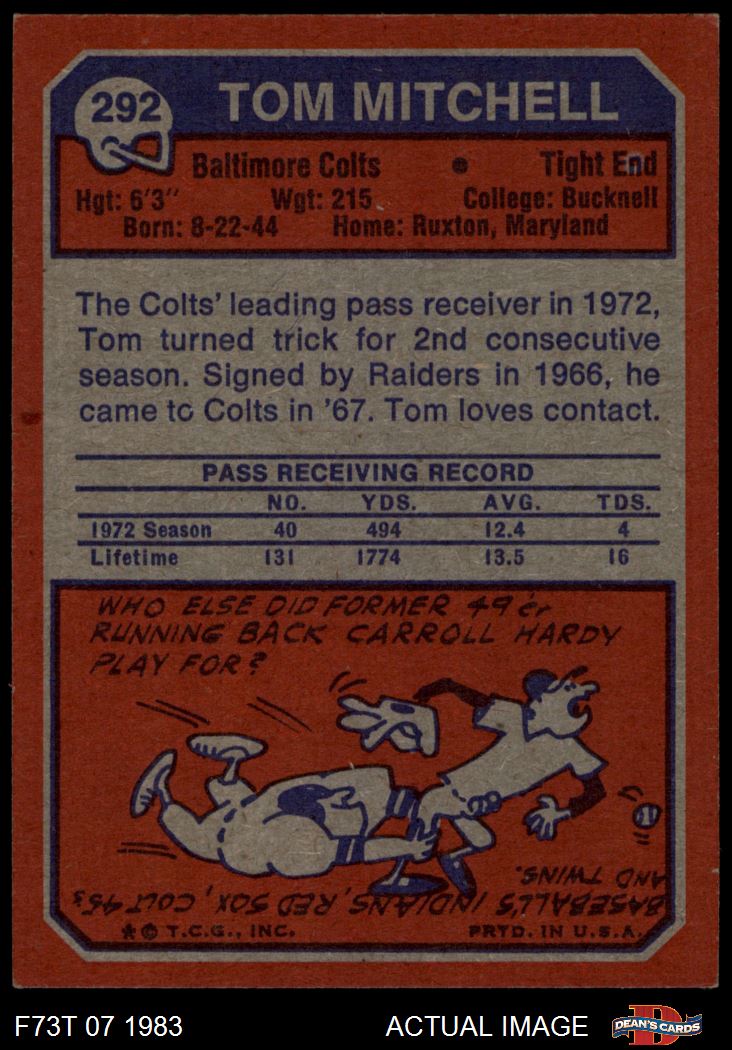 292
TOM MITCHELL
Baltimore Colts • Tight End
Hgt: 6'3" Wgt: 215 College: Bucknell
Born: 8-22-44 Home: Ruxton, Maryland
The Colts' leading pass receiver in 1972,
Tom turned trick for 2nd consecutive
season. Signed by Raiders in 1966, he
came to Colts in '67. Tom loves contact.
PASS RECEIVING RECORD
NO. YDS. AVG. TDS.
1972 Season 40 494 12.4 4
Lifetime 131 1774 13.5 16
WHO ELSE DID FORMER 49'er
RUNNING BACK CARROLL HARDY
PLAY FOR?
BASEBALL'S INDIANS, RED SOX, COLT 45s
AND TWINS.
★ © T.C.G., INC. PRTD. IN U.S.A.
F73T 07 1983 ACTUAL IMAGE
D
DEAN'S CARDS